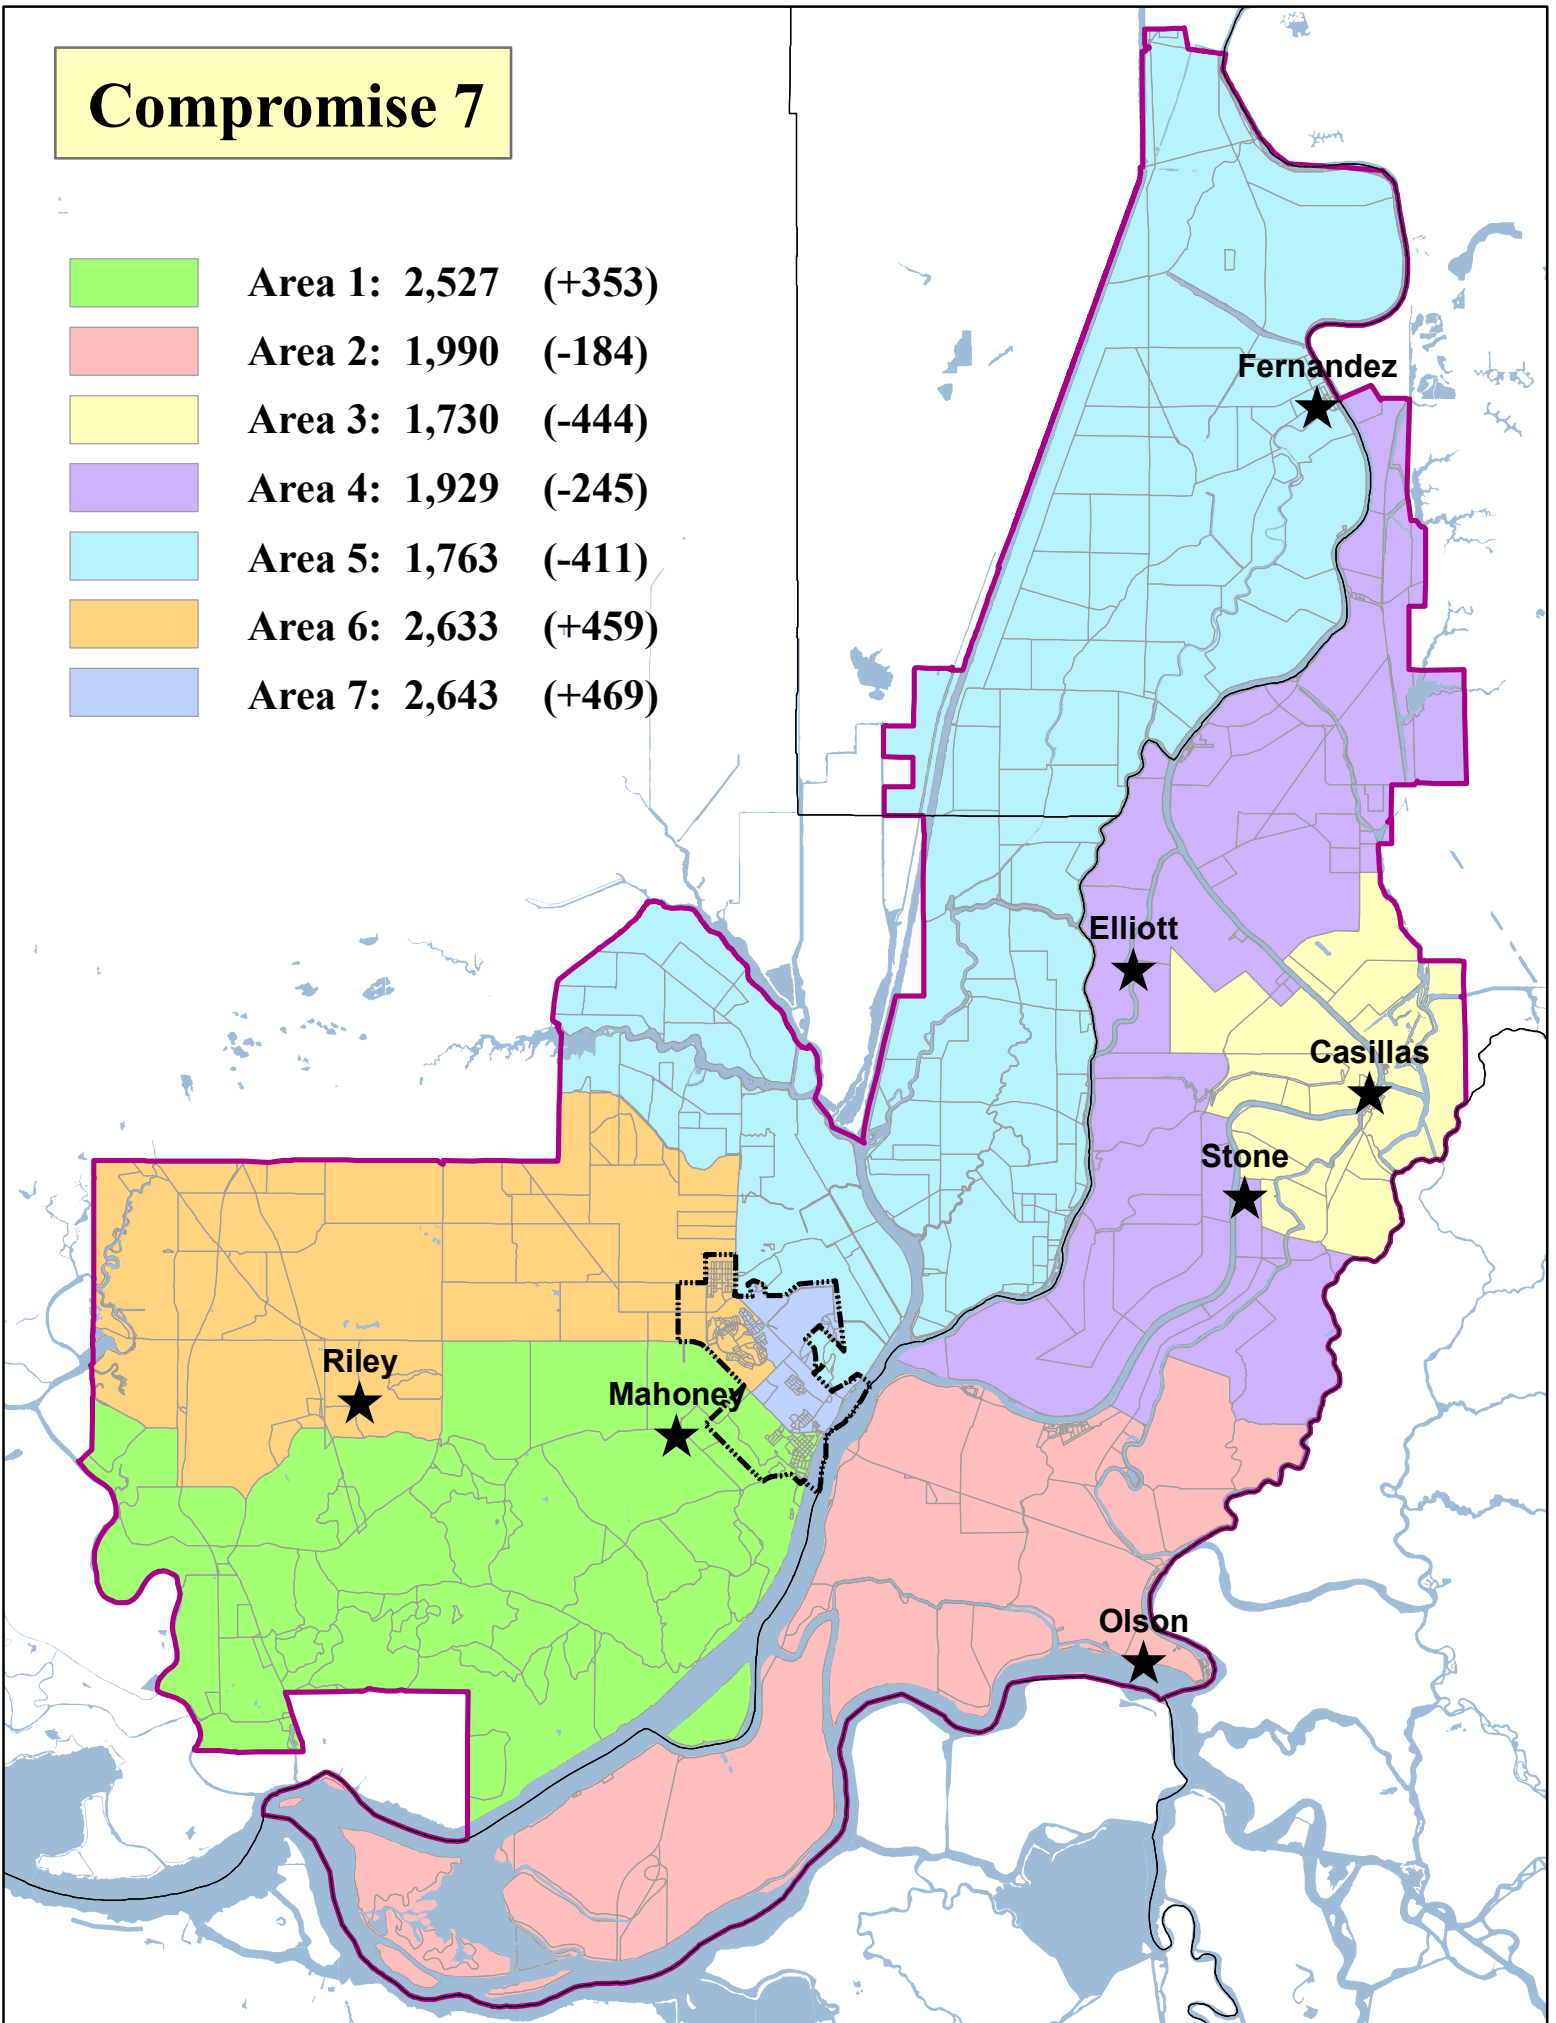 Compromise 7
Area 1: 2,527 (+353)
Area 2: 1,990 (-184)
Area 3: 1,730 (-444)
Area 4: 1,929 (-245)
Area 5: 1,763 (-411)
Area 6: 2,633 (+459)
Area 7: 2,643 (+469)
Fernandez
Elliott
Casillas
Stone
Riley
Mahoney
Olson